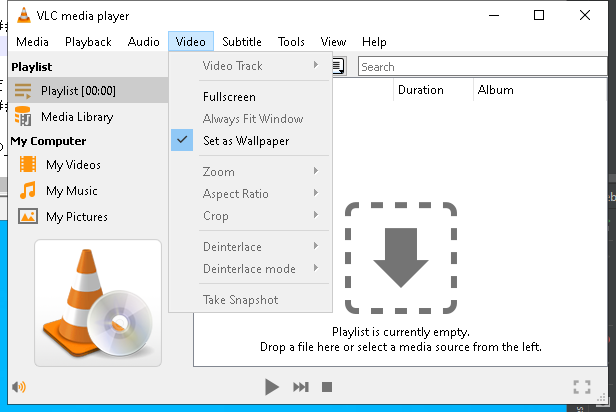 VLC media player
Media Playback Audio Video Subtitle Tools View Help
Playlist
Playlist [00:00]
Media Library
My Computer
My Videos
My Music
My Pictures
Video Track
Fullscreen
Always Fit Window
Set as Wallpaper
Zoom
Aspect Ratio
Crop
Deinterlace
Deinterlace mode
Take Snapshot
Search
Duration Album
Playlist is currently empty.
Drop a file here or select a media source from the left.